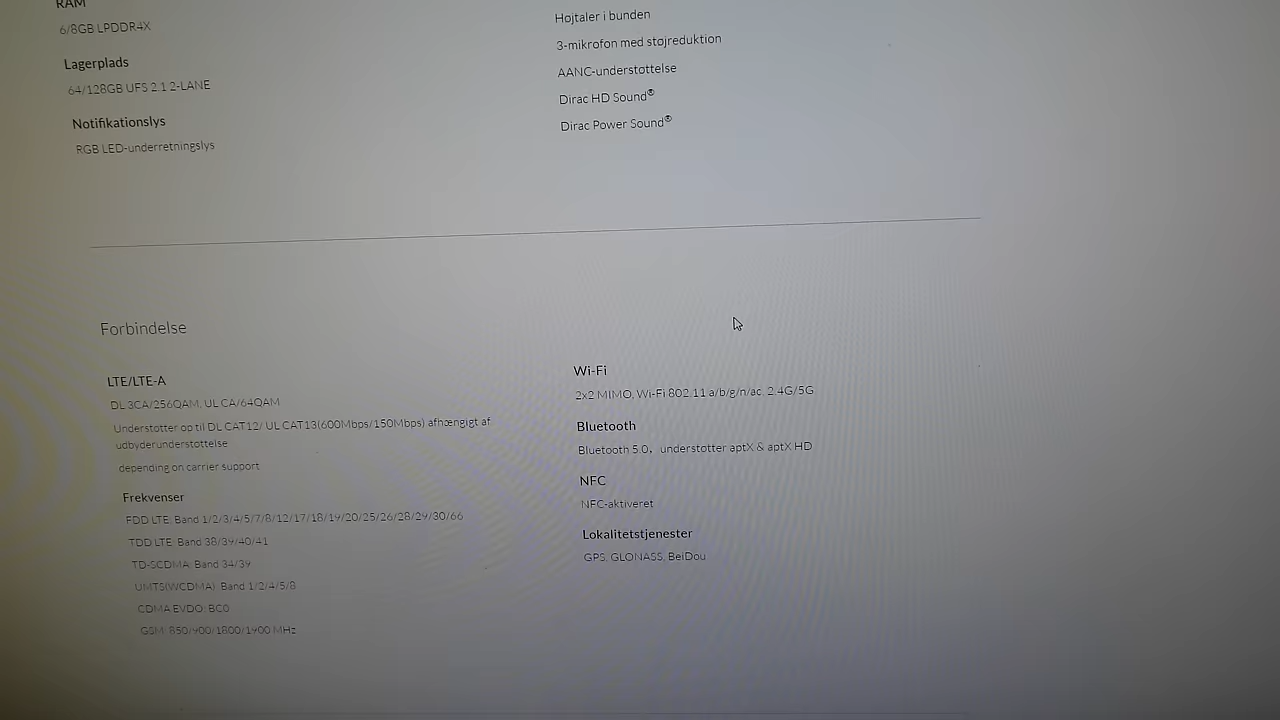 RAM
6/8GB LPDDR4X
Lagerplads
64/128GB UFS 2.1 2-LANE
Notifikationslys
RGB LED-underretningslys
Højtaler i bunden
3-mikrofon med støjreduktion
AANC-understøttelse
Dirac HD Sound®
Dirac Power Sound®
Forbindelse
LTE/LTE-A
DL 3CA/256QAM, UL CA/64QAM
Understøtter op til DL CAT12/ UL CAT13(600Mbps/150Mbps) afhængigt af
udbyderunderstøttelse
depending on carrier support
Frekvenser
FDD LTE: Band 1/2/3/4/5/7/8/12/17/18/19/20/25/26/28/29/30/66
TDD LTE: Band 38/39/40/41
TD-SCDMA: Band 34/39
UMTS(WCDMA): Band 1/2/4/5/8
CDMA EVDO: BC0
GSM: 850/900/1800/1900 MHz
Wi-Fi
2x2 MIMO, Wi-Fi 802.11 a/b/g/n/ac, 2.4G/5G
Bluetooth
Bluetooth 5.0，understøtter aptX & aptX HD
NFC
NFC-aktiveret
Lokalitetstjenester
GPS, GLONASS, BeiDou